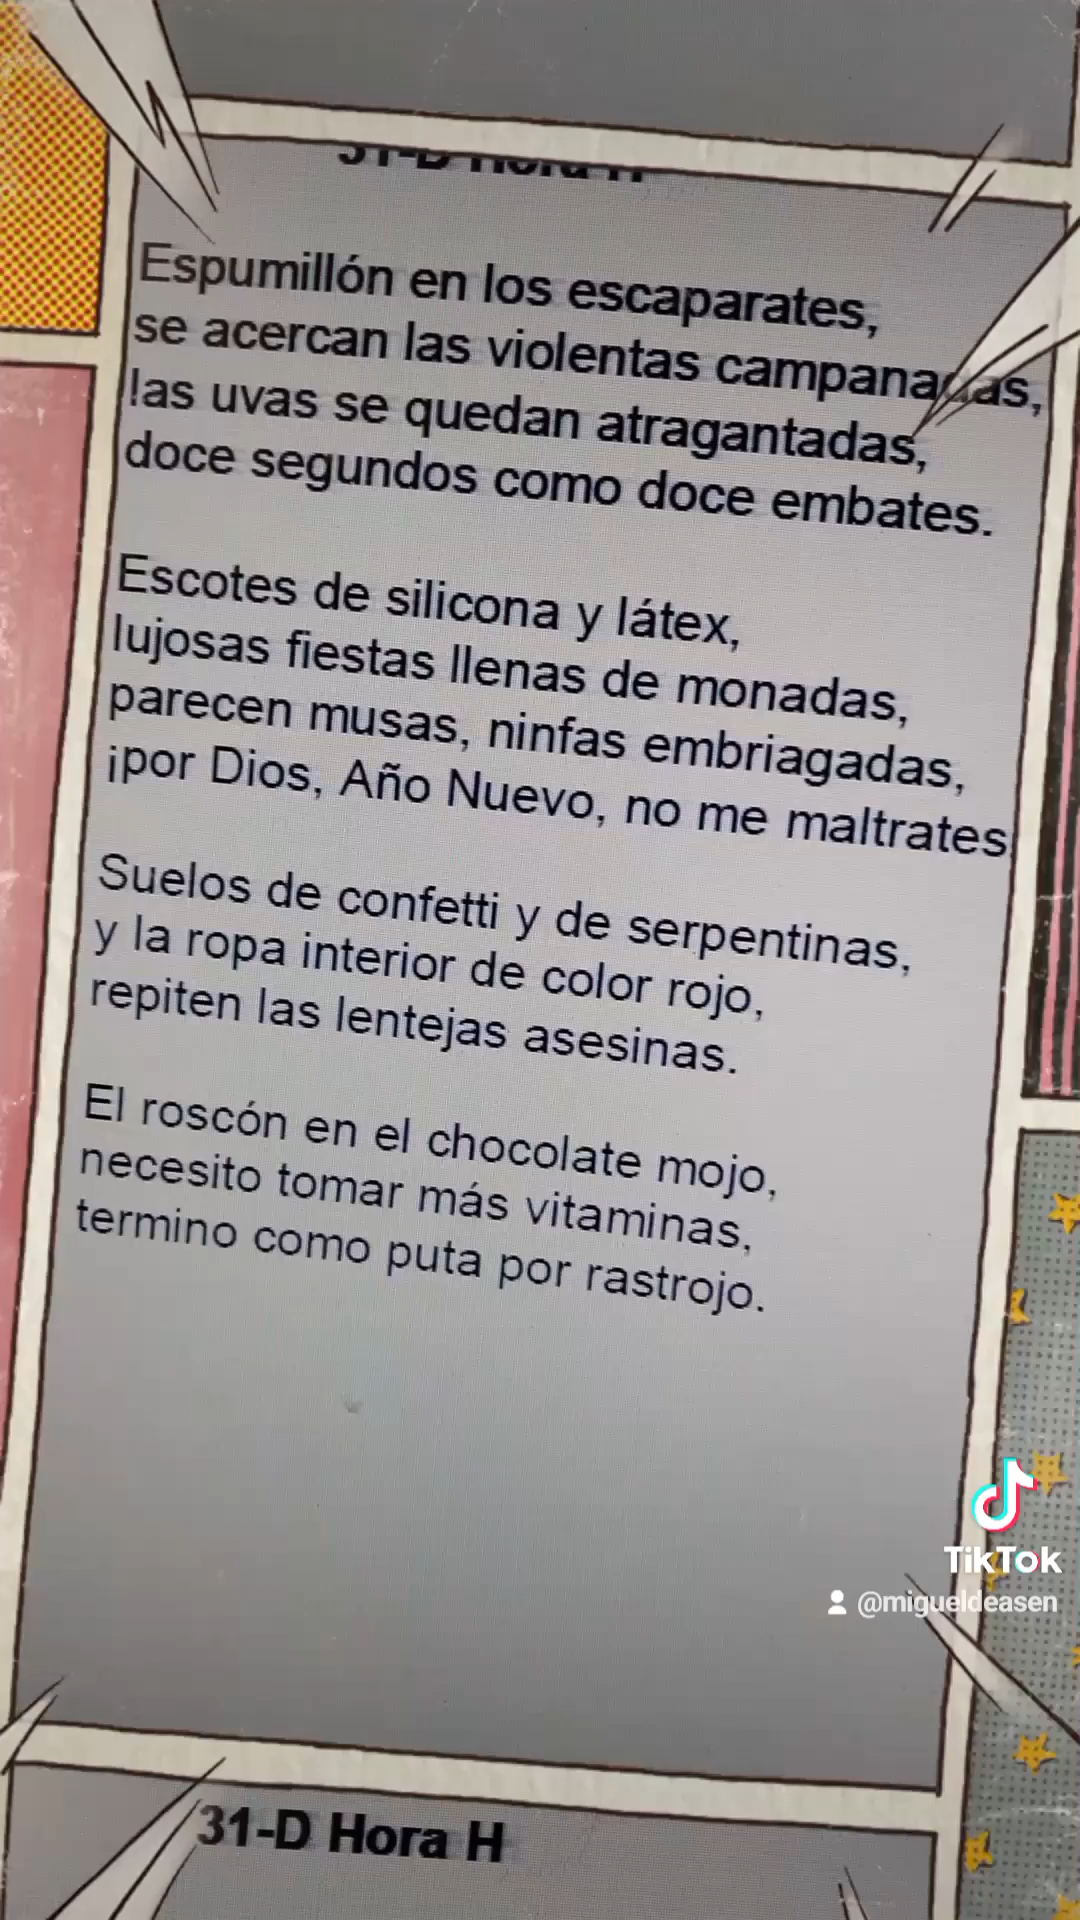 31-D Hora H
Espumillón en los escaparates,
se acercan las violentas campanadas,
las uvas se quedan atragantadas,
doce segundos como doce embates.
Escotes de silicona y látex,
lujosas fiestas llenas de monadas,
parecen musas, ninfas embriagadas,
¡por Dios, Año Nuevo, no me maltrates
Suelos de confetti y de serpentinas,
y la ropa interior de color rojo,
repiten las lentejas asesinas.
El roscón en el chocolate mojo,
necesito tomar más vitaminas,
termino como puta por rastrojo.
TikTok
@migueldeasen
31-D Hora H